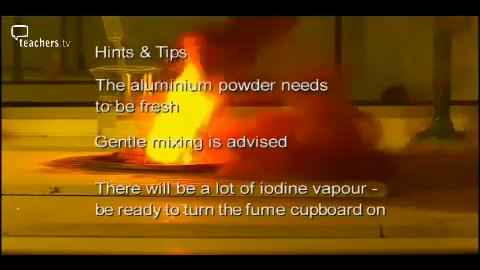 teachers.tv
Hints & Tips
The aluminium powder needs
to be fresh
Gentle mixing is advised
There will be a lot of iodine vapour -
be ready to turn the fume cupboard on